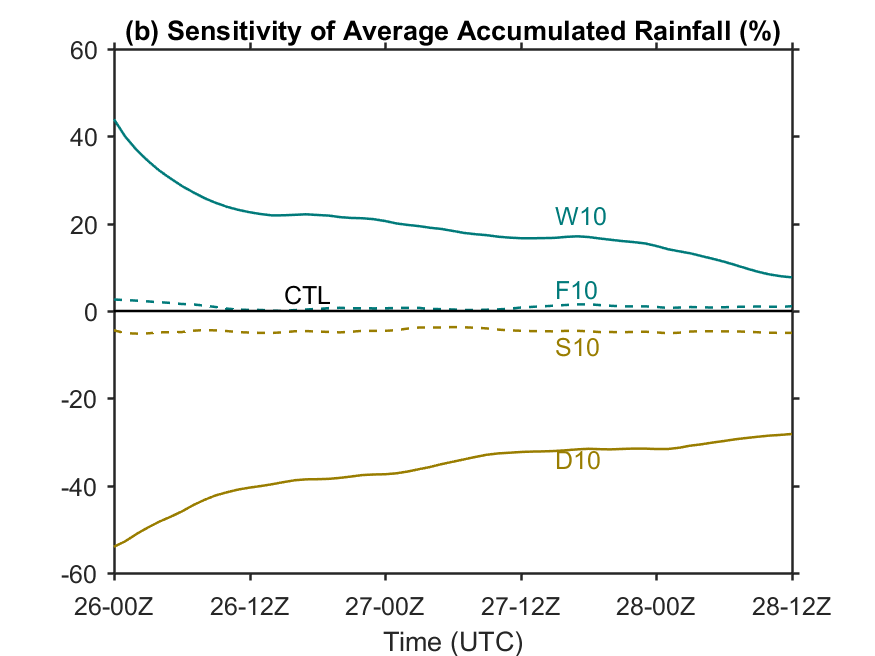 (b) Sensitivity of Average Accumulated Rainfall (%)
60
40
20
0
-20
-40
-60
W10
F10
CTL
S10
D10
26-00Z 26-12Z 27-00Z 27-12Z 28-00Z 28-12Z
Time (UTC)